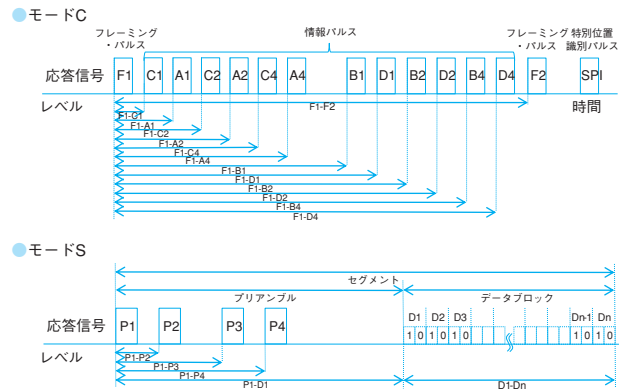 ●モードC
フレーミング
・パルス
情報パルス
フレーミング
・パルス
特別位置
識別パルス
応答信号 F1 C1 A1 C2 A2 C4 A4 B1 D1 B2 D2 B4 D4 F2 SPI
レベル
時間
F1-F2
F1-C1
F1-A1
F1-C2
F1-A2
F1-C4
F1-A4
F1-B1
F1-D1
F1-B2
F1-D2
F1-B4
F1-D4
●モードS
セグメント
プリアンブル
データブロック
D1 D2 D3 Dn-1 Dn
応答信号 P1 P2 P3 P4 1 0 1 0 1 0 1 0 1 0
レベル
P1-P2
P1-P3
P1-P4
P1-D1
D1-Dn